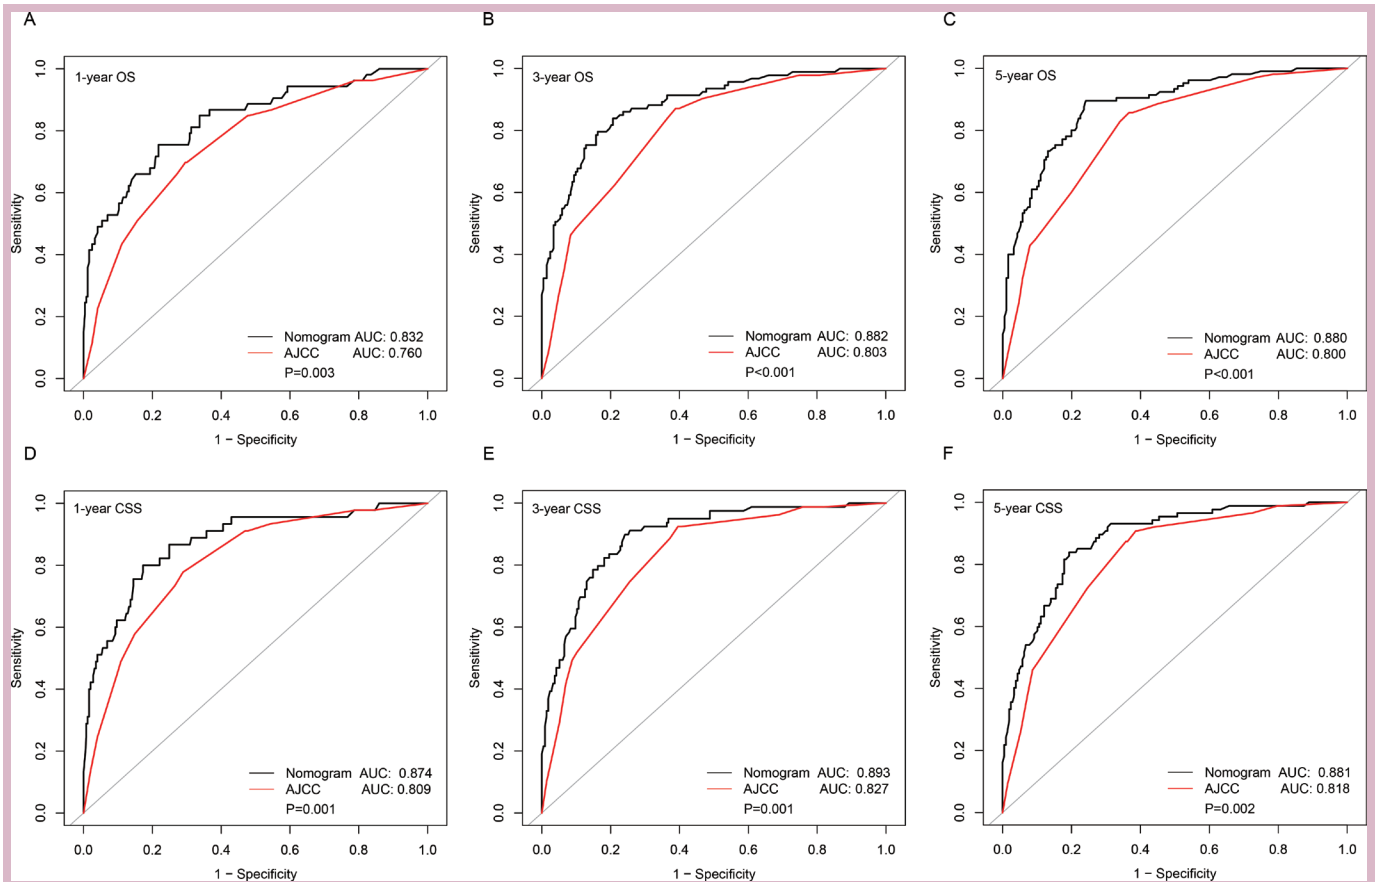 A
1-year OS
1.0
0.8
0.6
0.4
0.2
0.0
Sensitivity
Nomogram AUC: 0.832
AJCC AUC: 0.760
P=0.003
0.0 0.2 0.4 0.6 0.8 1.0
1 − Specificity
B
3-year OS
1.0
0.8
0.6
0.4
0.2
0.0
Sensitivity
Nomogram AUC: 0.882
AJCC AUC: 0.803
P<0.001
0.0 0.2 0.4 0.6 0.8 1.0
1 − Specificity
C
5-year OS
1.0
0.8
0.6
0.4
0.2
0.0
Sensitivity
Nomogram AUC: 0.880
AJCC AUC: 0.800
P<0.001
0.0 0.2 0.4 0.6 0.8 1.0
1 − Specificity
D
1-year CSS
1.0
0.8
0.6
0.4
0.2
0.0
Sensitivity
Nomogram AUC: 0.874
AJCC AUC: 0.809
P=0.001
0.0 0.2 0.4 0.6 0.8 1.0
1 − Specificity
E
3-year CSS
1.0
0.8
0.6
0.4
0.2
0.0
Sensitivity
Nomogram AUC: 0.893
AJCC AUC: 0.827
P=0.001
0.0 0.2 0.4 0.6 0.8 1.0
1 − Specificity
F
5-year CSS
1.0
0.8
0.6
0.4
0.2
0.0
Sensitivity
Nomogram AUC: 0.881
AJCC AUC: 0.818
P=0.002
0.0 0.2 0.4 0.6 0.8 1.0
1 − Specificity